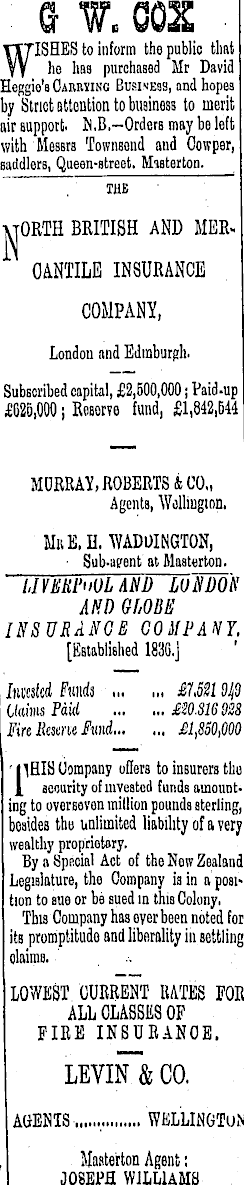 G. W. COX
WISHES to inform the public that
he has purchased Mr David
Heggie's CARRYING BUSINESS, and hopes
by Strict attention to business to merit
air support. N.B.—Orders may be left
with Messrs Townsend and Cowper,
saddlers, Queen-street. Masterton.
THE
NORTH BRITISH AND MER-
CANTILE INSURANCE
COMPANY,
London and Edinburgh.
Subscribed capital, £2,500,000; Paid-up
£625,000; Reserve fund, £1,842,544
MURRAY, ROBERTS & CO.,
Agents, Wellington.
MR E. H. WADDINGTON,
Sub-agent at Masterton.
LIVERPOOL AND LONDON
AND GLOBE
INSURANCE COMPANY.
[Established 1836.]
Invested Funds ... ... £7,521 949
Claims Paid ... ... £20.316 928
Fire Reserve Fund... ... £1,850,000
THIS Company offers to insurers the
security of invested funds amount-
ing to over seven million pounds sterling,
besides the unlimited liability of a very
wealthy proprietary.
By a Special Act of the New Zealand
Legislature, the Company is in a posi-
tion to sue or be sued in this Colony.
This Company has ever been noted for
its promptitude and liberality in settling
claims.
LOWEST CURRENT RATES FOR
ALL CLASSES OF
FIRE INSURANCE.
LEVIN & CO.
AGENTS .............. WELLINGTON
Masterton Agent:
JOSEPH WILLIAMS